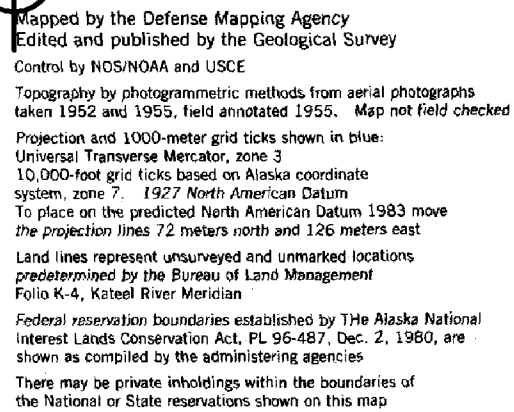 Mapped by the Defense Mapping Agency
Edited and published by the Geological Survey
Control by NOS/NOAA and USCE
Topography by photogrammetric methods from aerial photographs
taken 1952 and 1955, field annotated 1955. Map not field checked
Projection and 1000-meter grid ticks shown in blue:
Universal Transverse Mercator, zone 3
10,000-foot grid ticks based on Alaska coordinate
system, zone 7. 1927 North American Datum
To place on the predicted North American Datum 1983 move
the projection lines 72 meters north and 126 meters east
Land lines represent unsurveyed and unmarked locations
predetermined by the Bureau of Land Management
Folio K-4, Kateel River Meridian
Federal reservation boundaries established by THe Alaska National
Interest Lands Conservation Act, PL 96-487, Dec. 2, 1980, are
shown as compiled by the administering agencies
There may be private inholdings within the boundaries of
the National or State reservations shown on this map